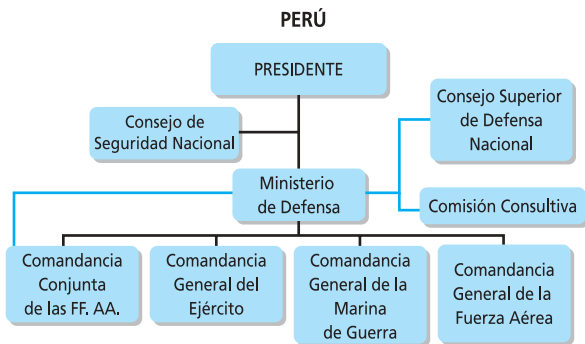 PERÚ
PRESIDENTE
Consejo de
Seguridad Nacional
Consejo Superior
de Defensa
Nacional
Ministerio
de Defensa
Comisión Consultiva
Comandancia
Conjunta
de las FF. AA.
Comandancia
General del
Ejército
Comandancia
General de la
Marina
de Guerra
Comandancia
General de la
Fuerza Aérea